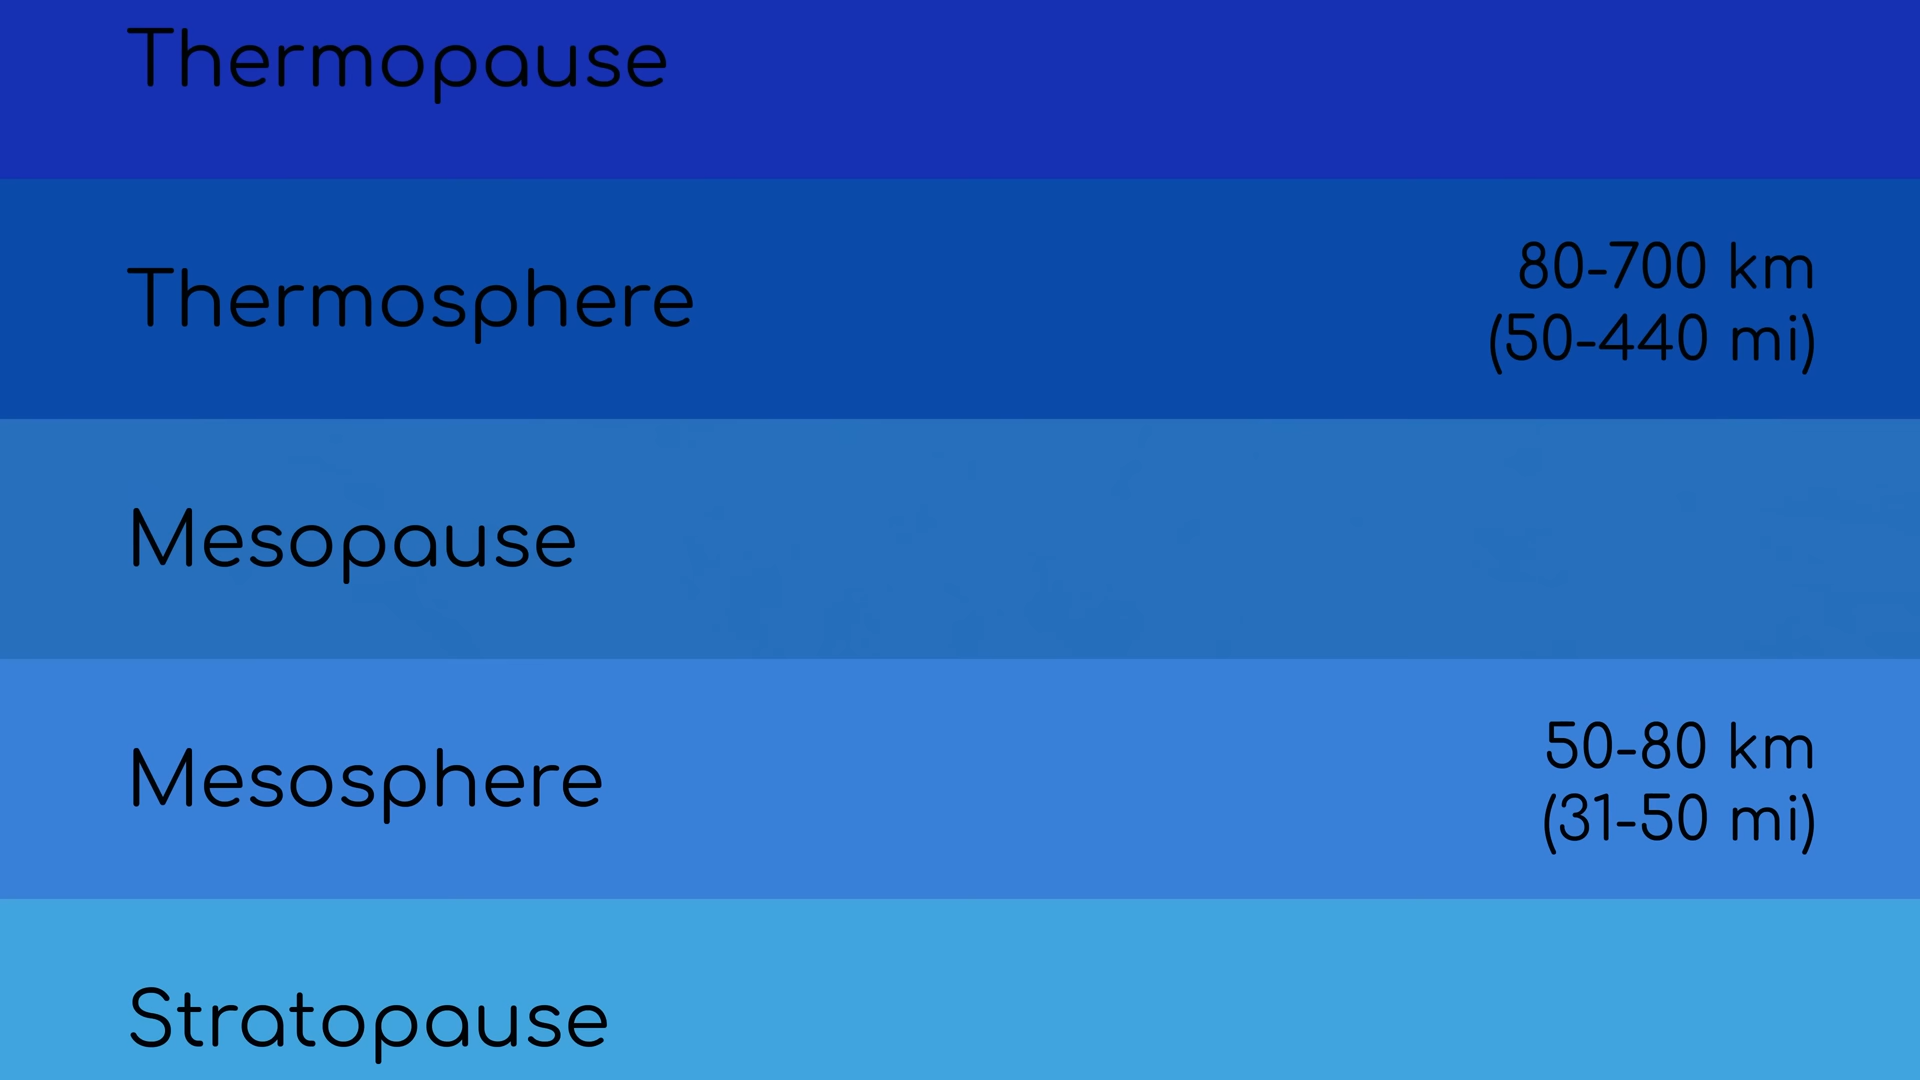 Thermopause
Thermosphere
80-700 km
(50-440 mi)
Mesopause
Mesosphere
50-80 km
(31-50 mi)
Stratopause